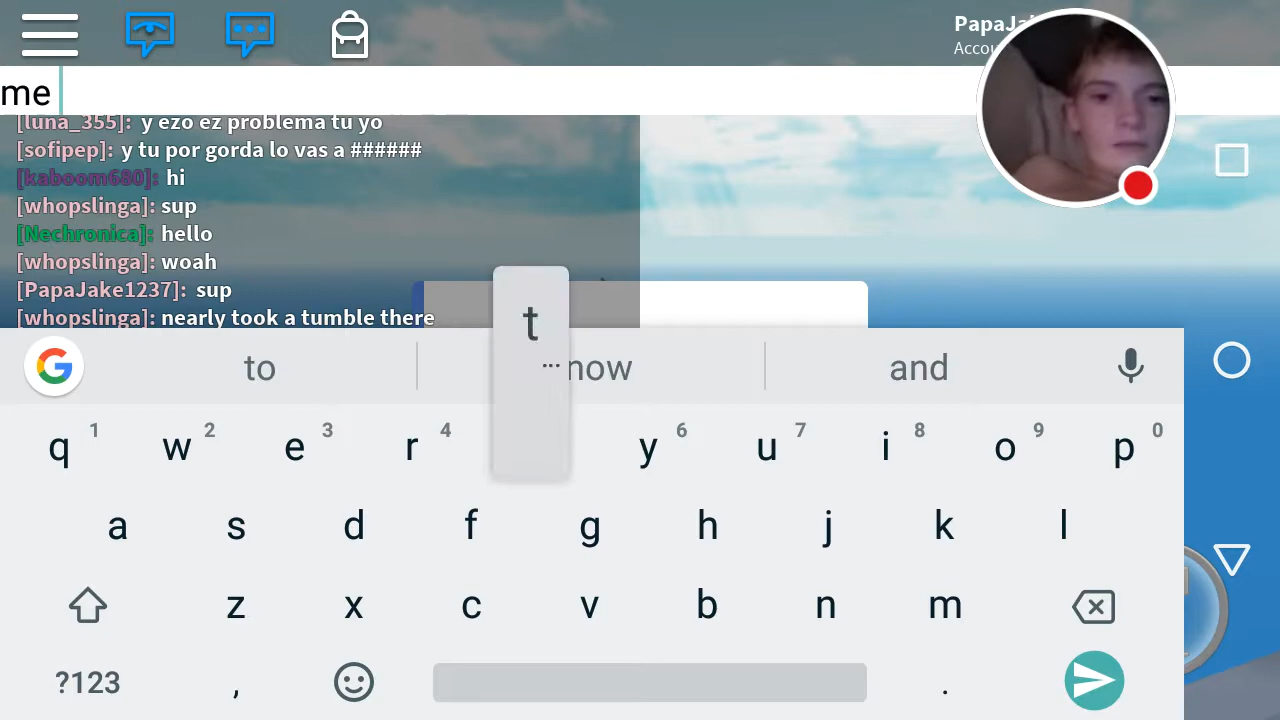 PapaJa
Accou
me
[luna_355]: y ezo ez problema tu yo
[sofipep]: y tu por gorda lo vas a ######
[kaboom680]: hi
[whopslinga]: sup
[Nechronica]: hello
[whopslinga]: woah
[PapaJake1237]: sup
[whopslinga]: nearly took a tumble there
t
to
now
and
q 1 w 2 e 3 r 4 y 6 u 7 i 8 o 9 p 0
a s d f g h j k l
z x c v b n m
?123 , .